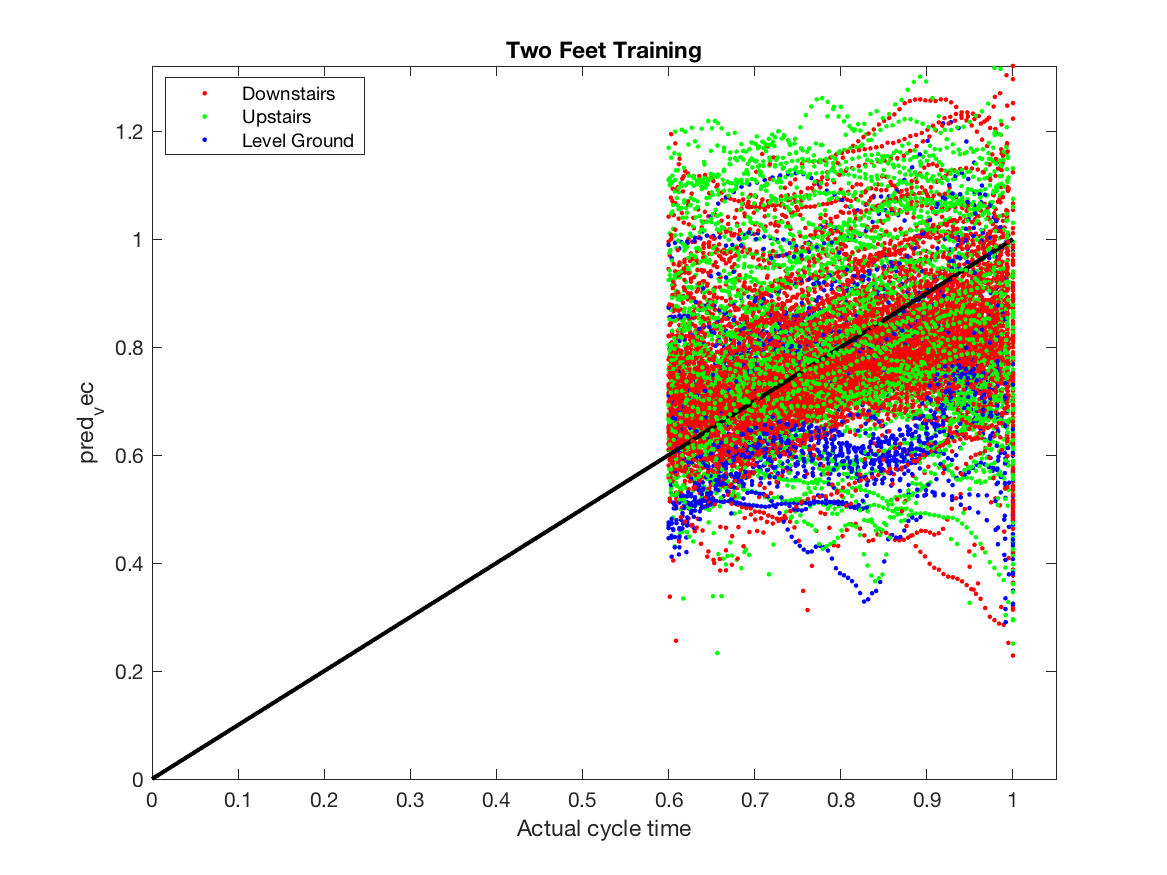 Two Feet Training
Downstairs
Upstairs
Level Ground
1.2
1
0.8
0.6
0.4
0.2
0
pred_vec
0 0.1 0.2 0.3 0.4 0.5 0.6 0.7 0.8 0.9 1
Actual cycle time